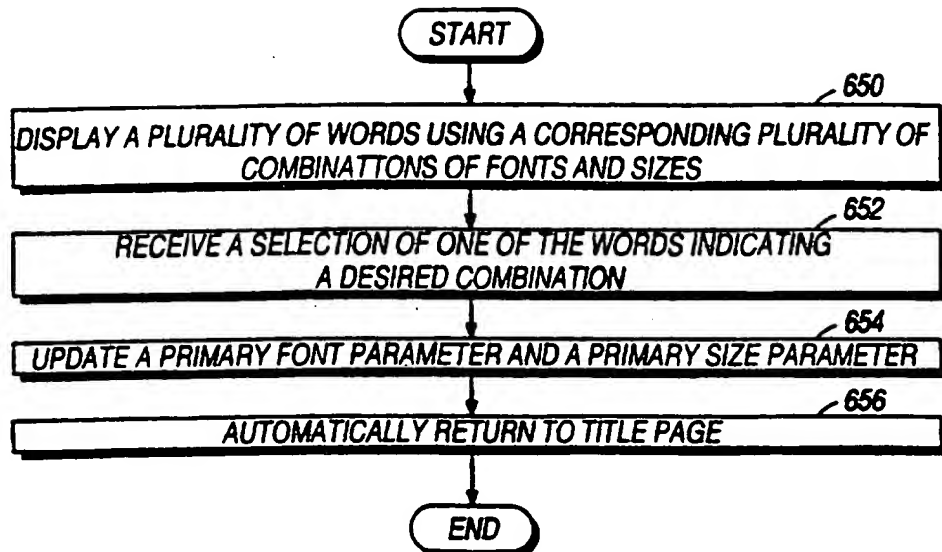 START
650
DISPLAY A PLURALITY OF WORDS USING A CORRESPONDING PLURALITY OF
COMBINATTONS OF FONTS AND SIZES
652
RECEIVE A SELECTION OF ONE OF THE WORDS INDICATING
A DESIRED COMBINATION
654
UPDATE A PRIMARY FONT PARAMETER AND A PRIMARY SIZE PARAMETER
656
AUTOMATICALLY RETURN TO TITLE PAGE
END